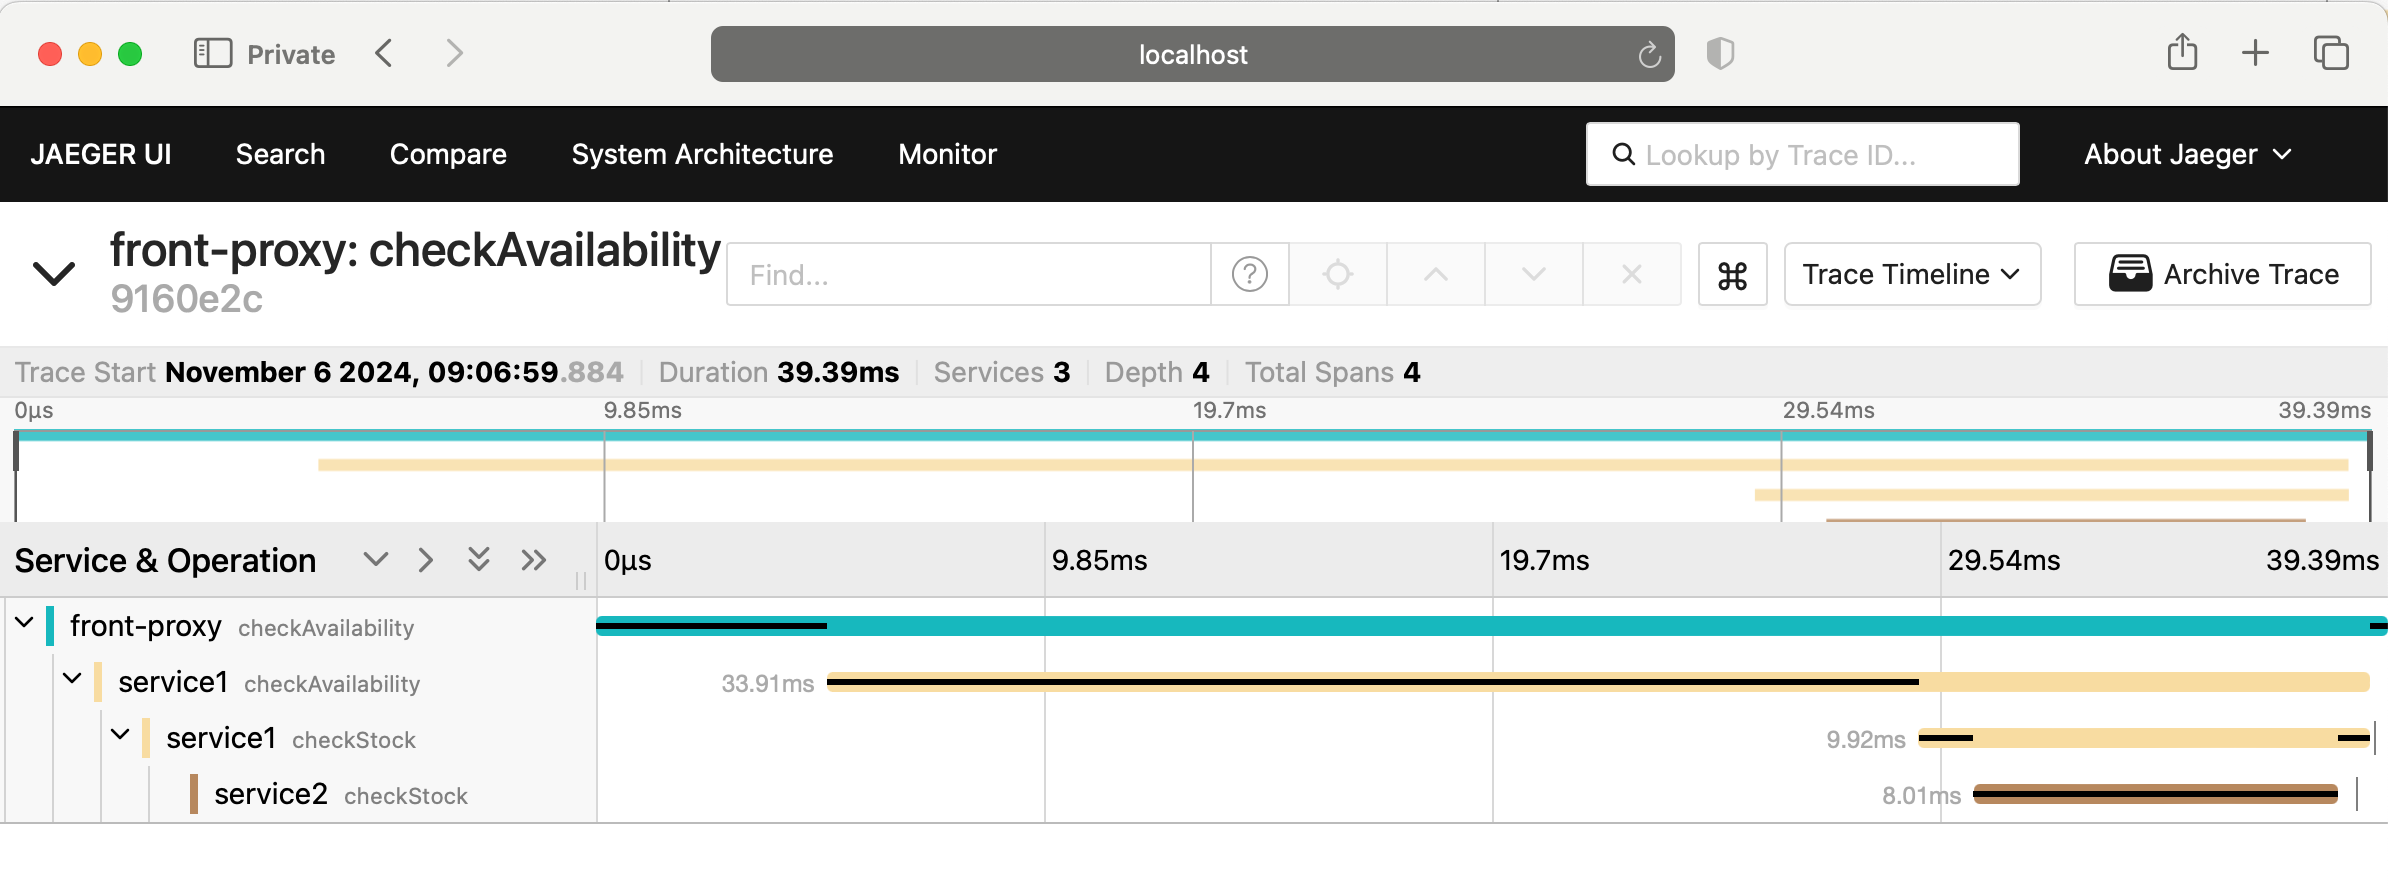 Private
localhost
JAEGER UI Search Compare System Architecture Monitor Lookup by Trace ID... About Jaeger
front-proxy: checkAvailability
9160e2c
Find... ? ⌘ Trace Timeline Archive Trace
Trace Start November 6 2024, 09:06:59.884 Duration 39.39ms Services 3 Depth 4 Total Spans 4
0μs 9.85ms 19.7ms 29.54ms 39.39ms
Service & Operation 0μs 9.85ms 19.7ms 29.54ms 39.39ms
front-proxy checkAvailability
service1 checkAvailability 33.91ms
service1 checkStock 9.92ms
service2 checkStock 8.01ms